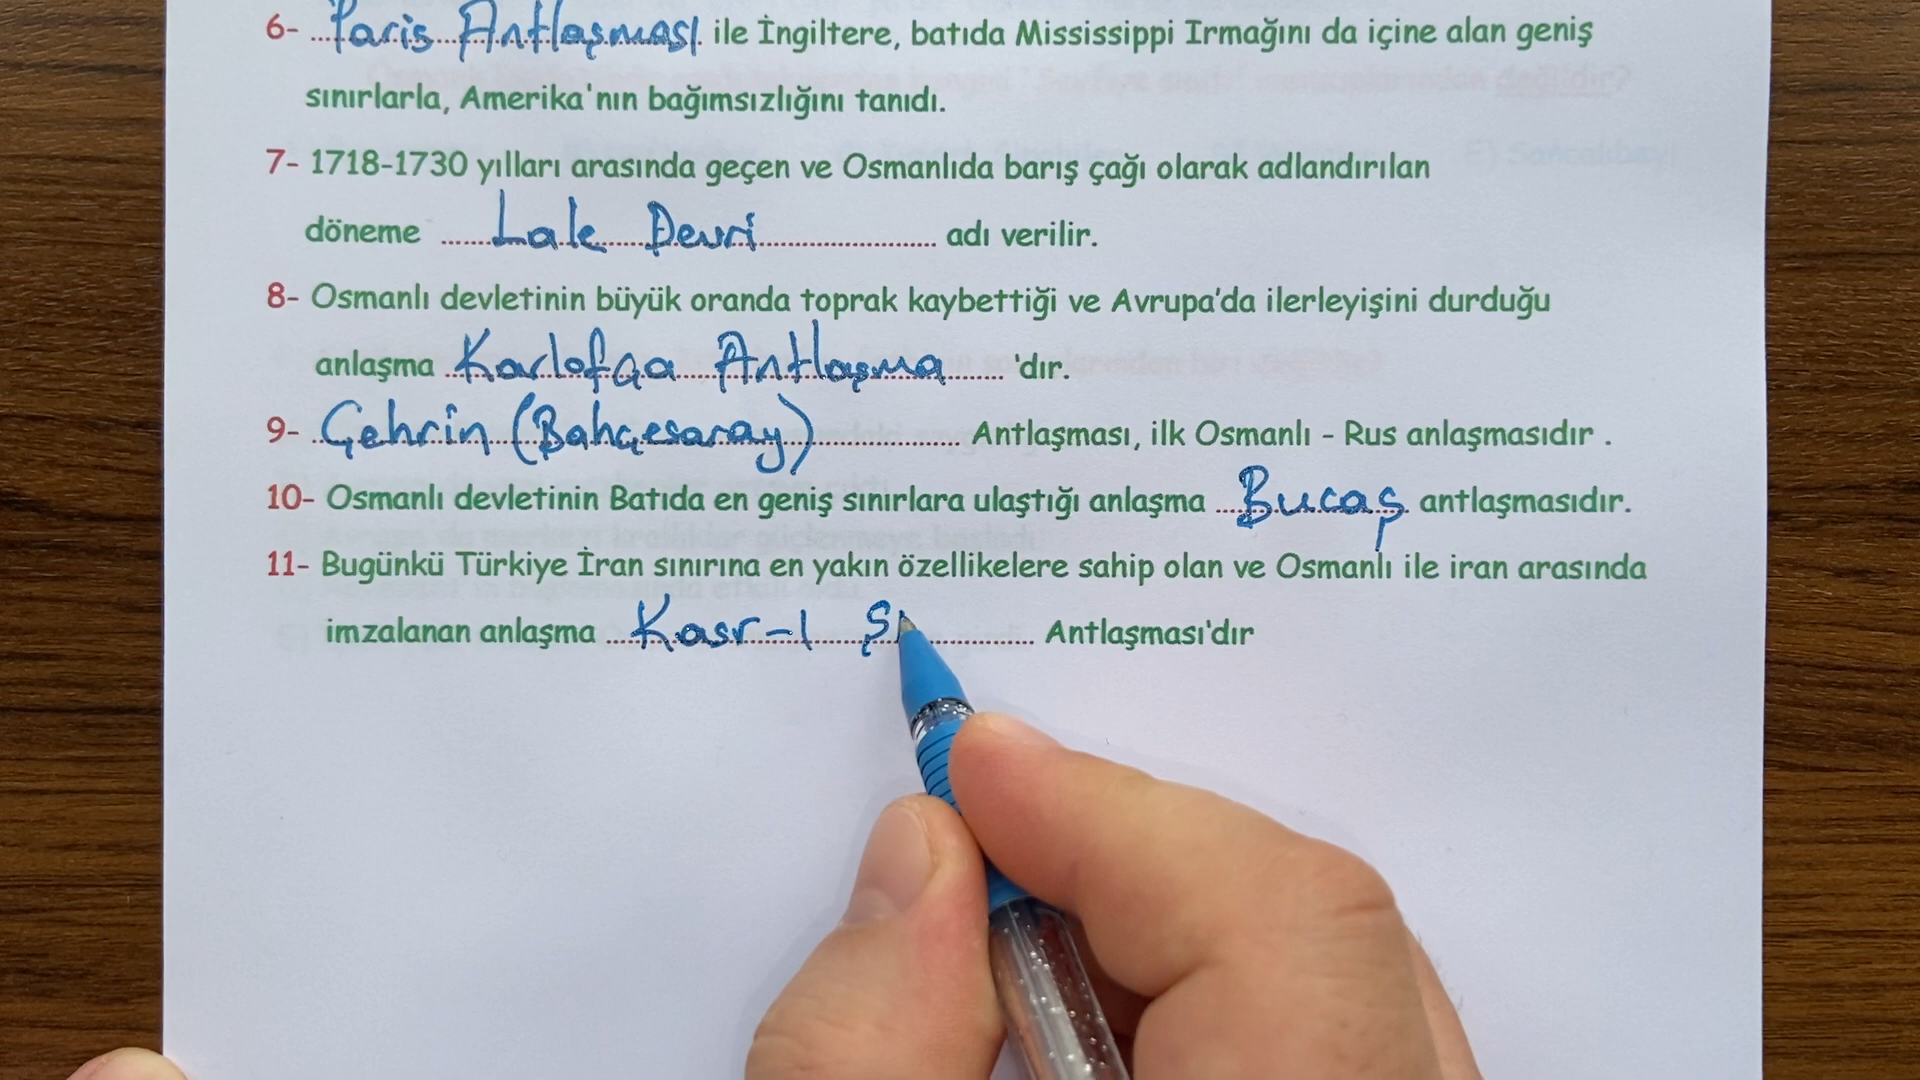 6- Paris Antlaşması ile İngiltere, batıda Mississippi Irmağını da içine alan geniş
sınırlarla, Amerika'nın bağımsızlığını tanıdı.
7- 1718-1730 yılları arasında geçen ve Osmanlıda barış çağı olarak adlandırılan
döneme Lale Devri adı verilir.
8- Osmanlı devletinin büyük oranda toprak kaybettiği ve Avrupa'da ilerleyişini durduğu
anlaşma Karlofça Antlaşma 'dır.
9- Çehrin (Bahçesaray) Antlaşması, ilk Osmanlı - Rus anlaşmasıdır .
10- Osmanlı devletinin Batıda en geniş sınırlara ulaştığı anlaşma Bucaş antlaşmasıdır.
11- Bugünkü Türkiye İran sınırına en yakın özellikelere sahip olan ve Osmanlı ile iran arasında
imzalanan anlaşma Kasr-ı Antlaşması'dır